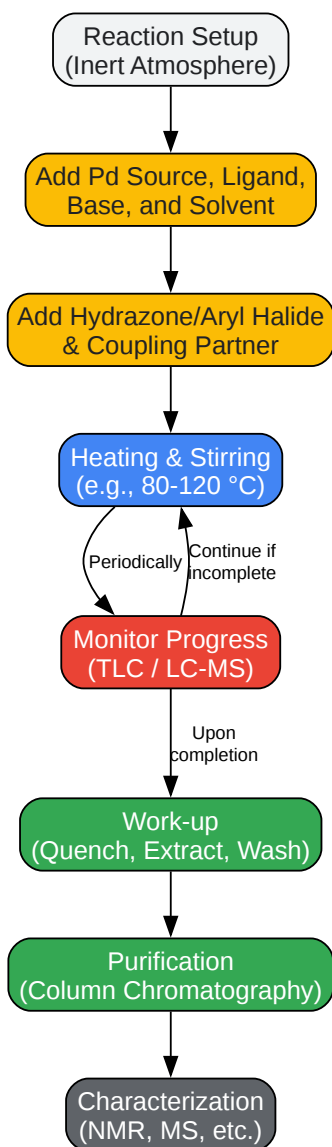 Reaction Setup
(Inert Atmosphere)
Add Pd Source, Ligand,
Base, and Solvent
Add Hydrazone/Aryl Halide
& Coupling Partner
Heating & Stirring
(e.g., 80-120 °C)
Periodically
Continue if
incomplete
Monitor Progress
(TLC / LC-MS)
Upon
completion
Work-up
(Quench, Extract, Wash)
Purification
(Column Chromatography)
Characterization
(NMR, MS, etc.)